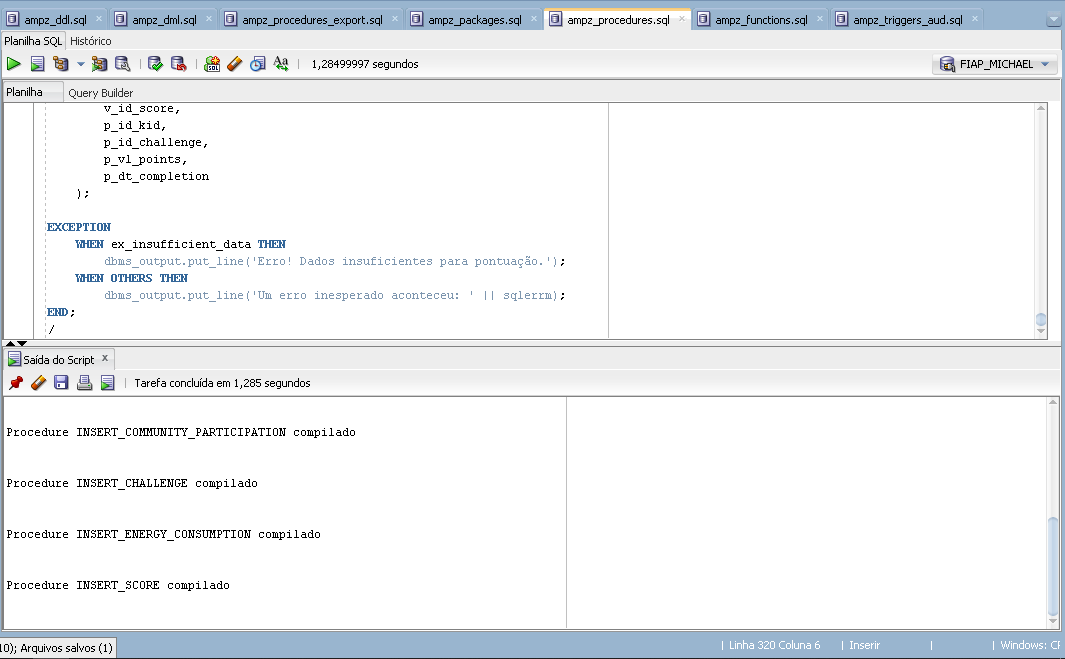 ampz_ddl.sql ampz_dml.sql ampz_procedures_export.sql ampz_packages.sql ampz_procedures.sql ampz_functions.sql ampz_triggers_aud.sql
Planilha SQL Histórico
1,28499997 segundos FIAP_MICHAEL
Planilha Query Builder
v_id_score,
p_id_kid,
p_id_challenge,
p_vl_points,
p_dt_completion
);
EXCEPTION
WHEN ex_insufficient_data THEN
dbms_output.put_line('Erro! Dados insuficientes para pontuação.');
WHEN OTHERS THEN
dbms_output.put_line('Um erro inesperado aconteceu: ' || sqlerrm);
END;
/
Saída do Script
Tarefa concluída em 1,285 segundos
Procedure INSERT_COMMUNITY_PARTICIPATION compilado
Procedure INSERT_CHALLENGE compilado
Procedure INSERT_ENERGY_CONSUMPTION compilado
Procedure INSERT_SCORE compilado
Linha 320 Coluna 6 | Inserir | | Windows:
10); Arquivos salvos (1)